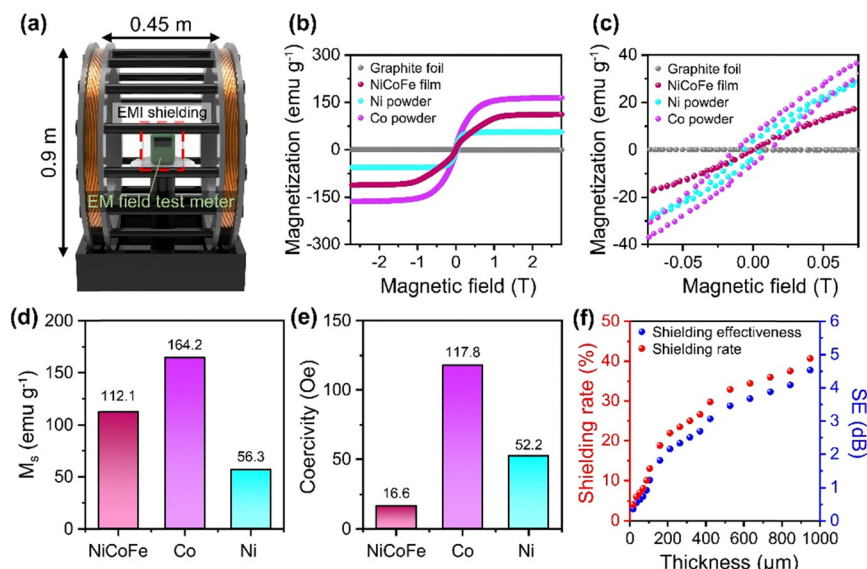 (a)
0.45 m
0.9 m
EMI shielding
EM field test meter
(b)
Magnetization (emu g⁻¹)
300
150
0
-150
-300
Graphite foil
NiCoFe film
Ni powder
Co powder
-2 -1 0 1 2
Magnetic field (T)
(c)
Magnetization (emu g⁻¹)
40
20
0
-20
-40
Graphite foil
NiCoFe film
Ni powder
Co powder
-0.05 0.00 0.05
Magnetic field (T)
(d)
Mₛ (emu g⁻¹)
200
150
100
50
0
112.1
164.2
56.3
NiCoFe Co Ni
(e)
Coercivity (Oe)
150
100
50
0
16.6
117.8
52.2
NiCoFe Co Ni
(f)
Shielding rate (%)
50
40
30
20
10
0
Shielding effectiveness
Shielding rate
6
5
4
3
2
1
0
SE (dB)
0 200 400 600 800 1000
Thickness (µm)